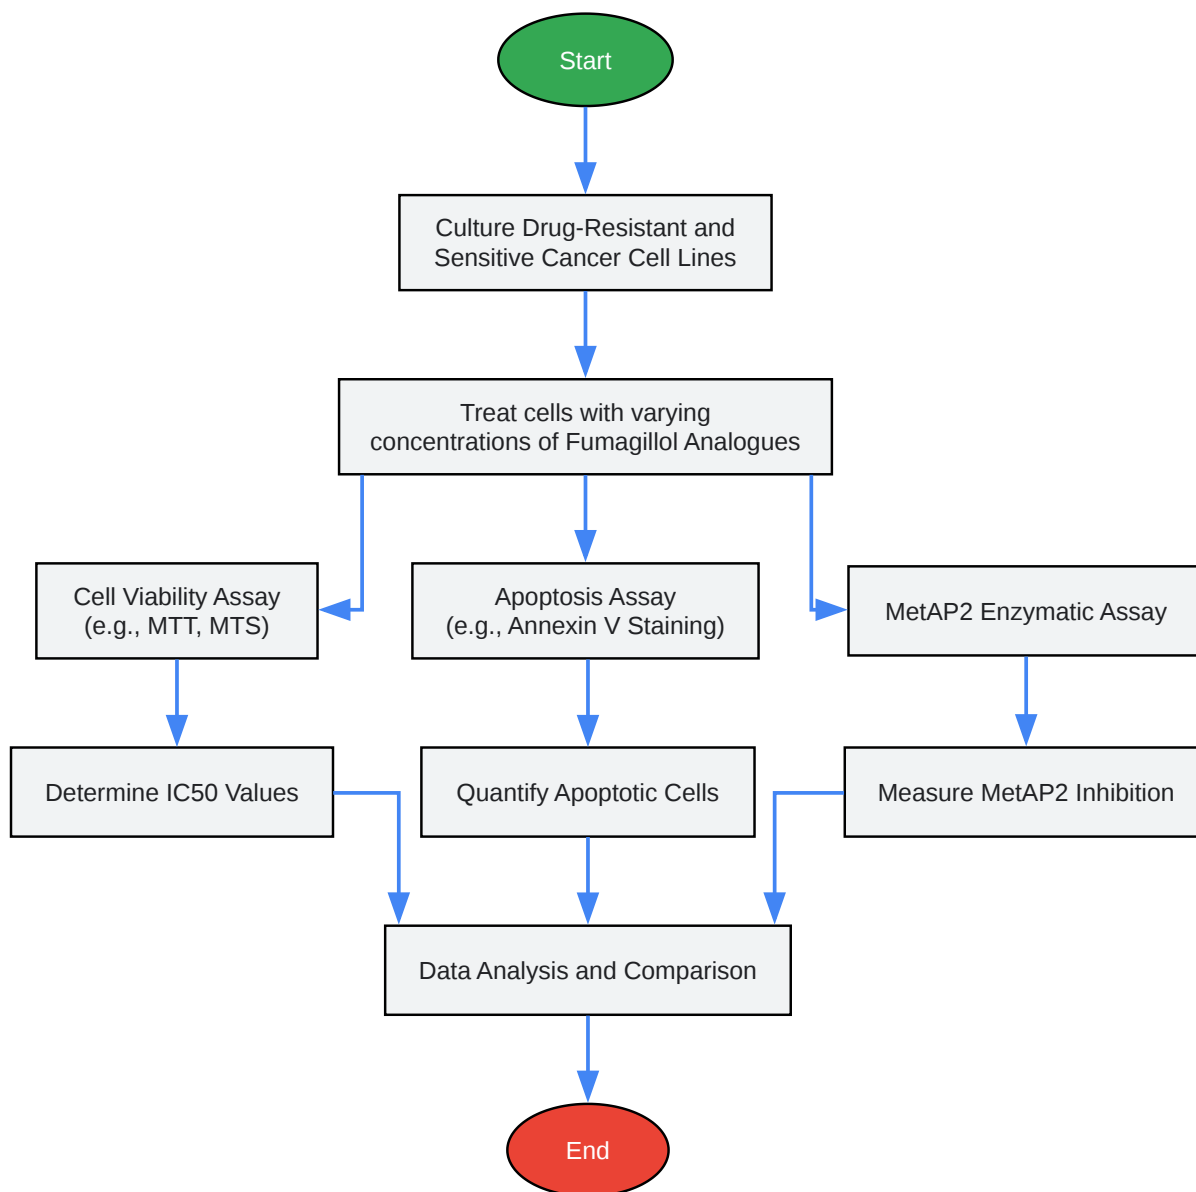 Start
Culture Drug-Resistant and
Sensitive Cancer Cell Lines
Treat cells with varying
concentrations of Fumagillol Analogues
Cell Viability Assay
(e.g., MTT, MTS)
Apoptosis Assay
(e.g., Annexin V Staining)
MetAP2 Enzymatic Assay
Determine IC50 Values
Quantify Apoptotic Cells
Measure MetAP2 Inhibition
Data Analysis and Comparison
End